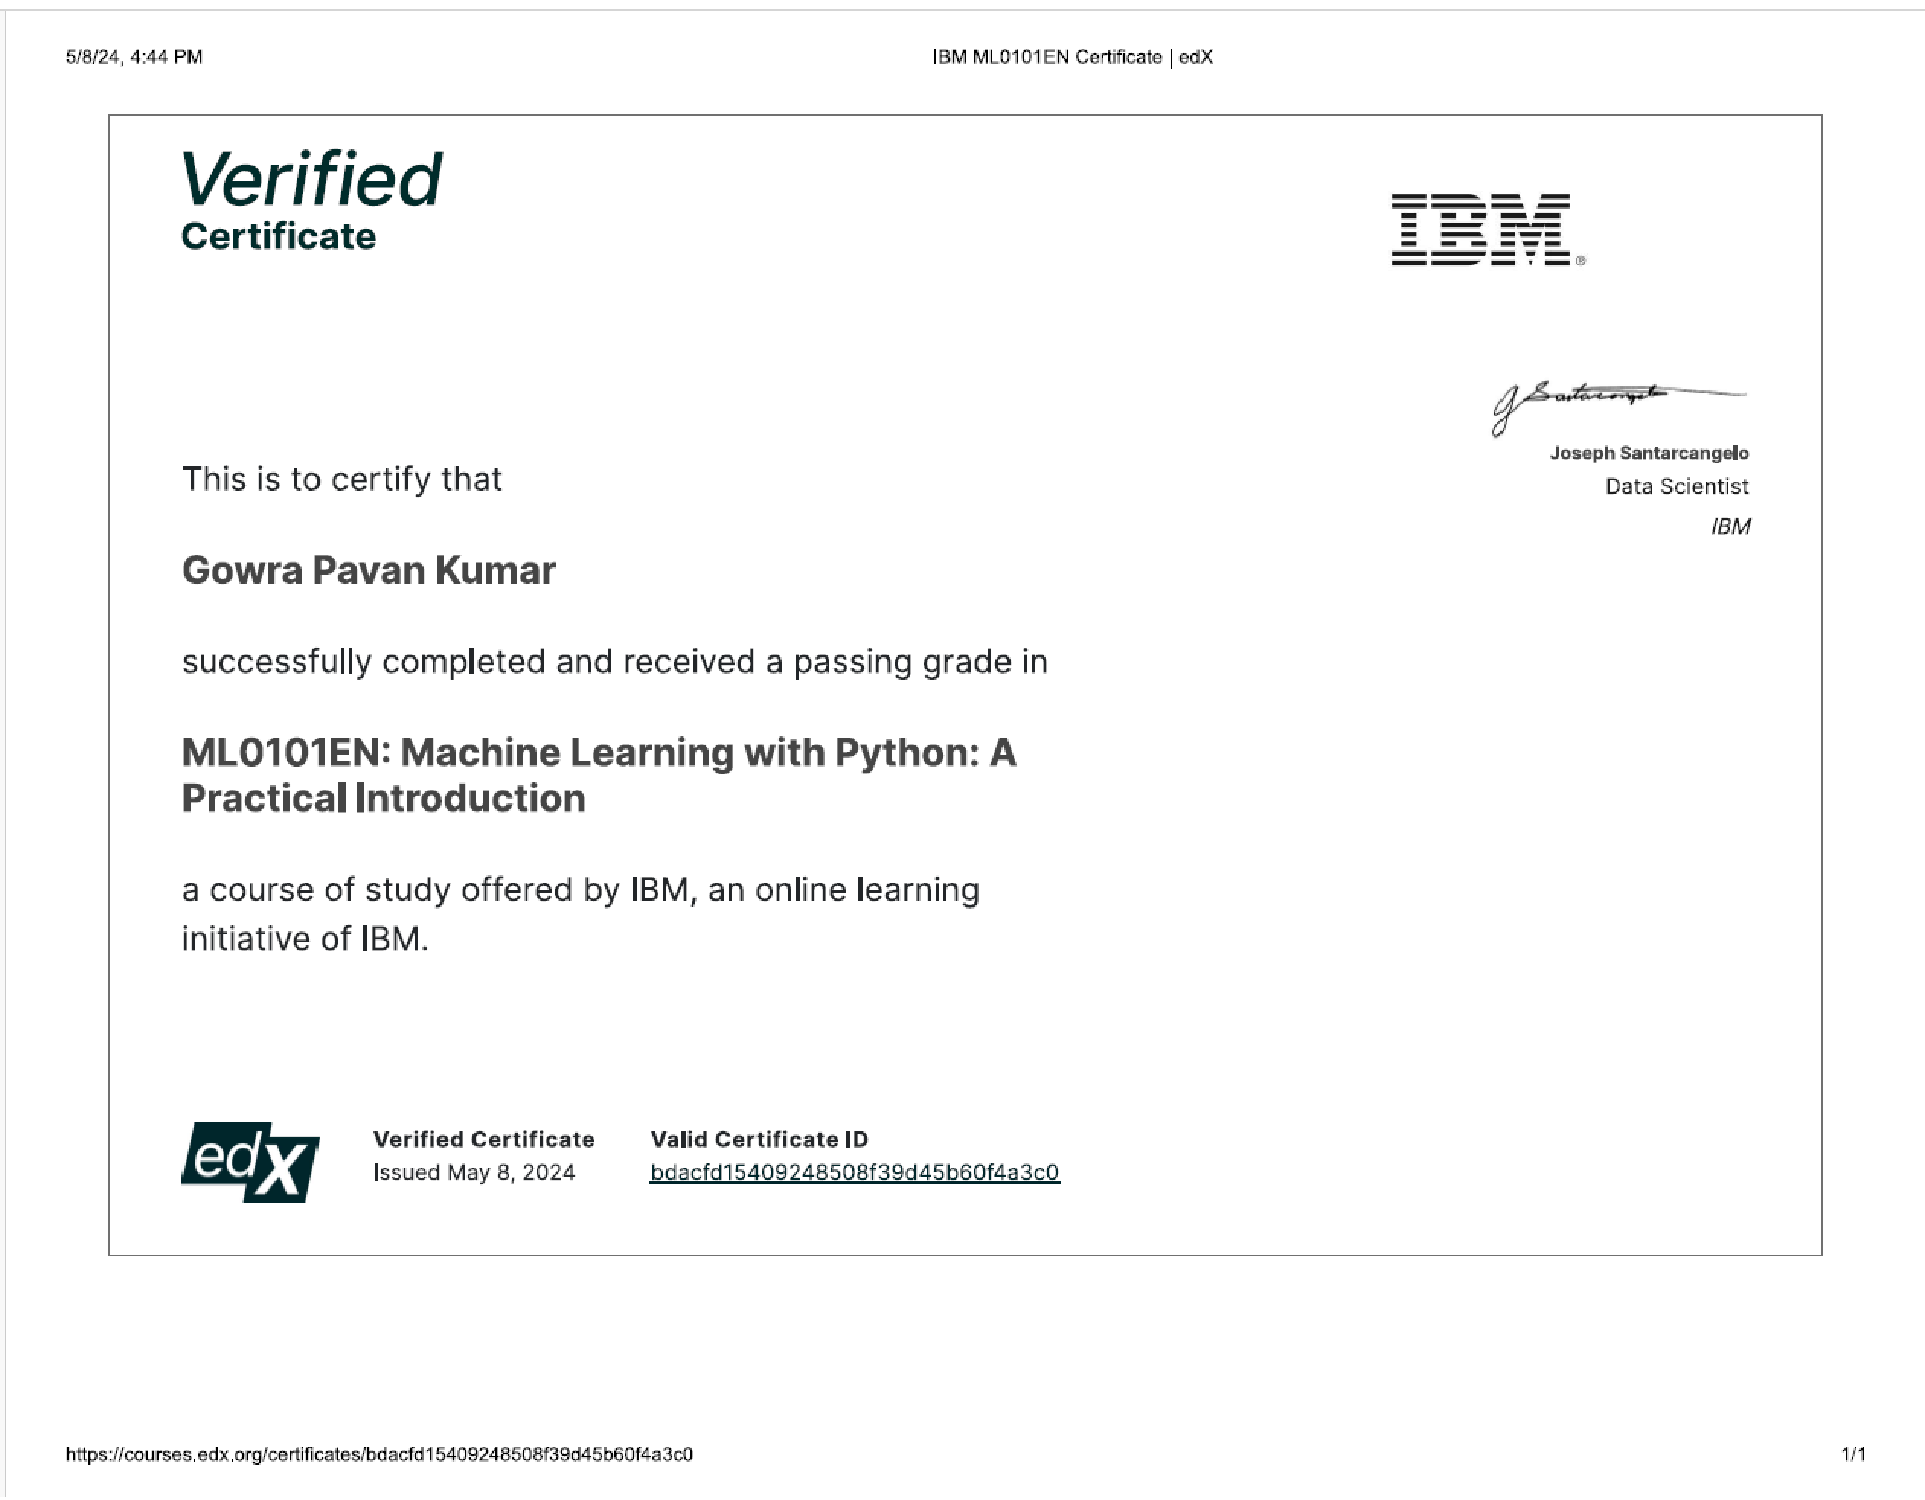 5/8/24, 4:44 PM
IBM ML0101EN Certificate | edX
Verified
Certificate
IBM®
Joseph Santarcangelo
Data Scientist
IBM
This is to certify that
Gowra Pavan Kumar
successfully completed and received a passing grade in
ML0101EN: Machine Learning with Python: A
Practical Introduction
a course of study offered by IBM, an online learning
initiative of IBM.
edX
Verified Certificate
Issued May 8, 2024
Valid Certificate ID
bdacfd15409248508f39d45b60f4a3c0
https://courses.edx.org/certificates/bdacfd15409248508f39d45b60f4a3c0
1/1